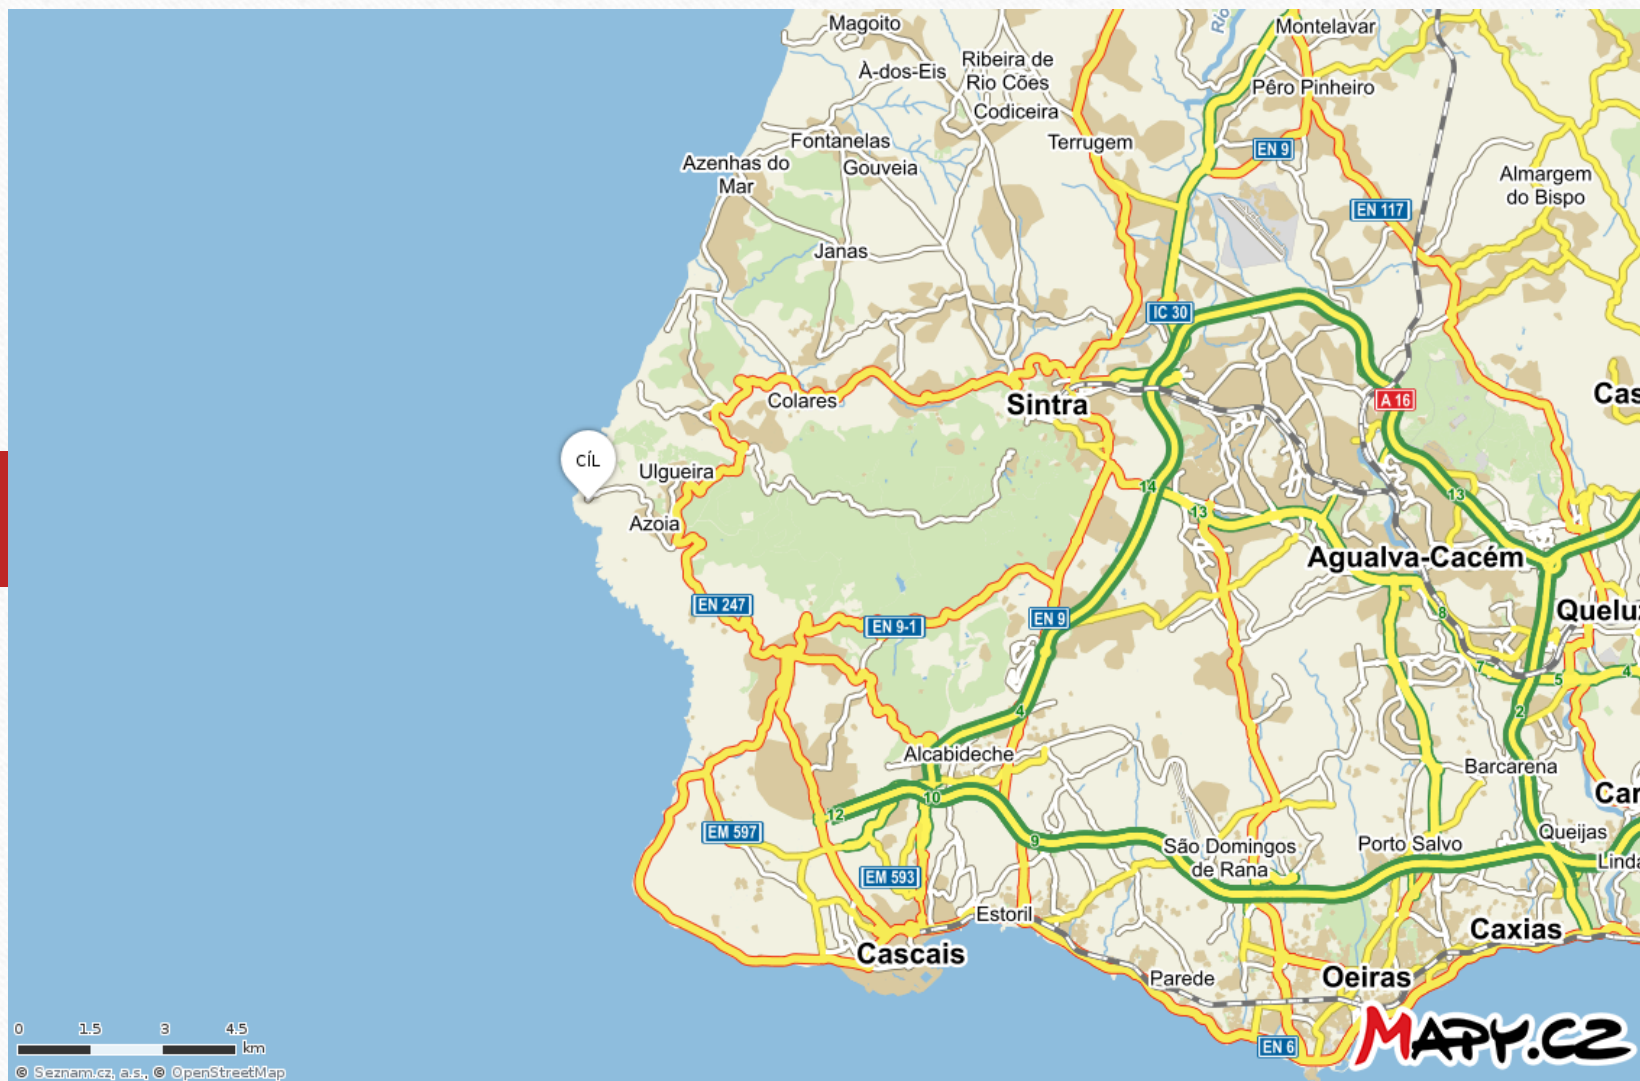 Magoito
Rio
Montelavar
À-dos-Eis
Ribeira de
Rio Cões
Codiceira
Pêro Pinheiro
Fontanelas
Gouveia
Terrugem
EN 9
Azenhas do
Mar
Almargem
do Bispo
EN 117
Janas
IC 30
Colares
Sintra
A 16
Cas
CÍL
Ulgueira
Azoia
14
13
13
Agualva-Cacém
EN 247
EN 9-1
EN 9
8
Queluz
7
5
4
4
2
Alcabideche
Barcarena
10
12
Car
EM 597
9
São Domingos
de Rana
Porto Salvo
Queijas
Linda
EM 593
Estoril
Caxias
Cascais
Parede
Oeiras
0 1.5 3 4.5
km
EN 6
MAPY.CZ
© Seznam.cz, a.s., © OpenStreetMap